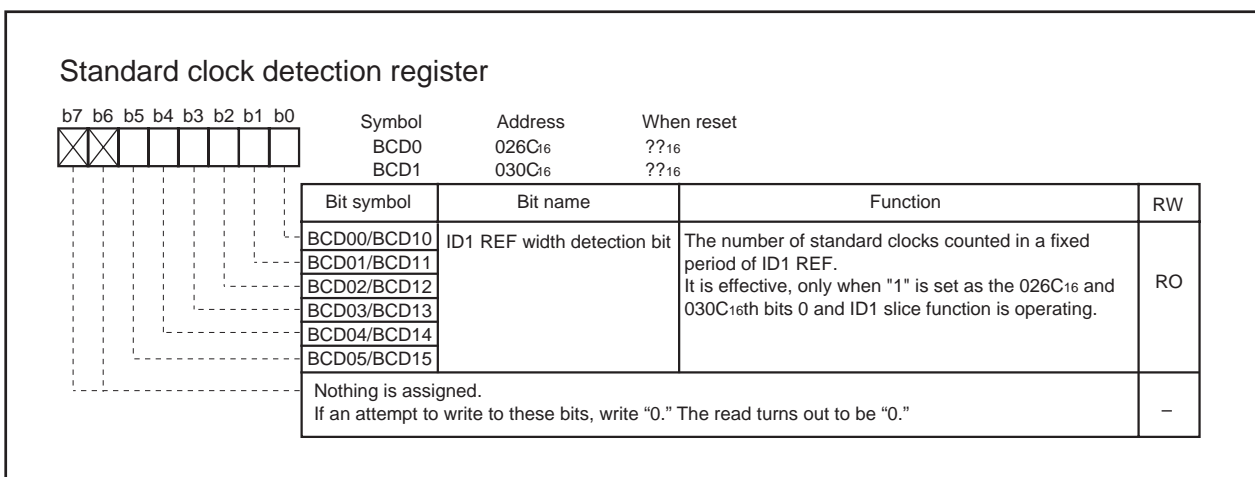 Standard clock detection register
b7 b6 b5 b4 b3 b2 b1 b0
Symbol Address When reset
BCD0 026C16 ??16
BCD1 030C16 ??16
Bit symbol Bit name Function RW
BCD00/BCD10 ID1 REF width detection bit The number of standard clocks counted in a fixed
BCD01/BCD11 period of ID1 REF.
BCD02/BCD12 It is effective, only when "1" is set as the 026C16 and RO
BCD03/BCD13 030C16th bits 0 and ID1 slice function is operating.
BCD04/BCD14
BCD05/BCD15
Nothing is assigned.
If an attempt to write to these bits, write “0.” The read turns out to be “0.” –